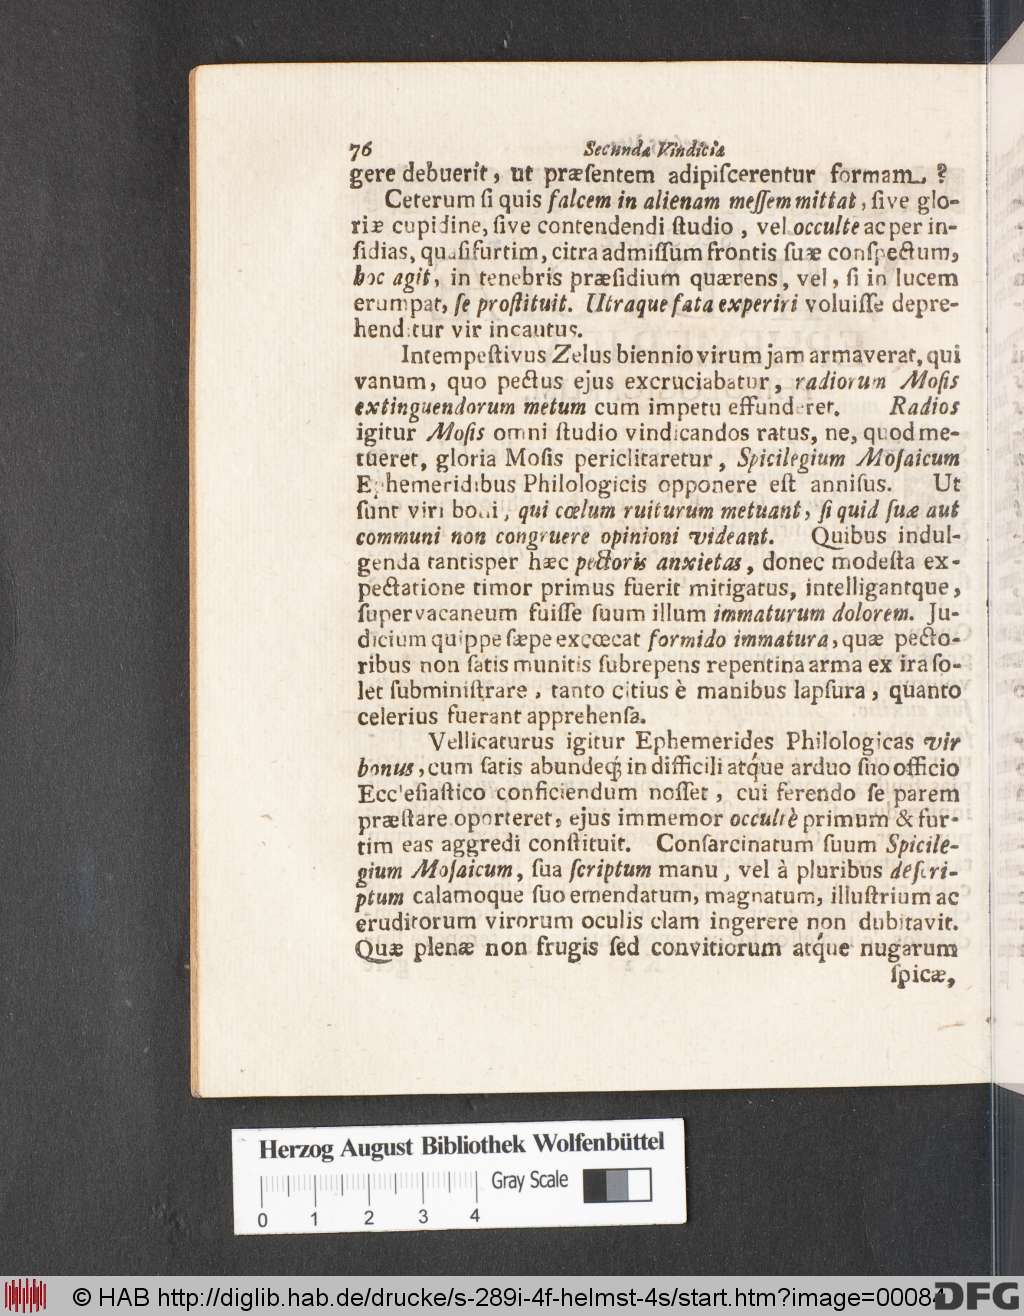 76 Secunda Vindicia
gere debuerit, ut præſentem adipiſcerentur formam, ?
Ceterum ſi quis falcem in alienam meſſem mittat, ſive glo-
riæ cupidine, ſive contendendi ſtudio, vel occulte ac per in-
ſidias, quaſi furtim, citra admiſſum frontis ſuæ conſpectum,
hoc agit, in tenebris præſidium quærens, vel, ſi in lucem
erumpat, ſe proſtituit. Utraque fata experiri voluiſſe depre-
henditur vir incautus.
Intempeſtivus Zelus biennio virum jam armaverat, qui
vanum, quo pectus ejus excruciabatur, radiorum Moſis
extinguendorum metum cum impetu effunderet. Radios
igitur Moſis omni ſtudio vindicandos ratus, ne, quod me-
tueret, gloria Moſis periclitaretur, Spicilegium Moſaicum
Ephemeridibus Philologicis opponere eſt anniſus. Ut
ſunt viri boni, qui cœlum ruiturum metuant, ſi quid ſuæ aut
communi non congruere opinioni videant. Quibus indul-
genda tantisper hæc pectoris anxietas, donec modeſta ex-
pectatione timor primus fuerit mitigatus, intelligantque,
ſupervacaneum fuiſſe ſuum illum immaturum dolorem. Ju-
dicium quippe ſæpe excœcat formido immatura, quæ pecto-
ribus non ſatis munitis ſubrepens repentina arma ex ira ſo-
let ſubminiſtrare, tanto citius è manibus lapſura, quanto
celerius fuerant apprehenſa.
Vellicaturus igitur Ephemerides Philologicas vir
bonus, cum ſatis abundeq́; in difficili atq́ue arduo ſuo officio
Eccleſiaſtico conficiendum noſſet, cui ferendo ſe parem
præſtare oporteret, ejus immemor occultè primum & fur-
tim eas aggredi conſtituit. Conſarcinatum ſuum Spicile-
gium Moſaicum, ſua ſcriptum manu, vel à pluribus deſcri-
ptum calamoque ſuo emendatum, magnatum, illuſtrium ac
eruditorum virorum oculis clam ingerere non dubitavit.
Quæ plenæ non frugis ſed convitiorum atq́ue nugarum
ſpicæ,
Herzog August Bibliothek Wolfenbüttel
Gray Scale
0 1 2 3 4
© HAB http://diglib.hab.de/drucke/s-289i-4f-helmst-4s/start.htm?image=00084
DFG